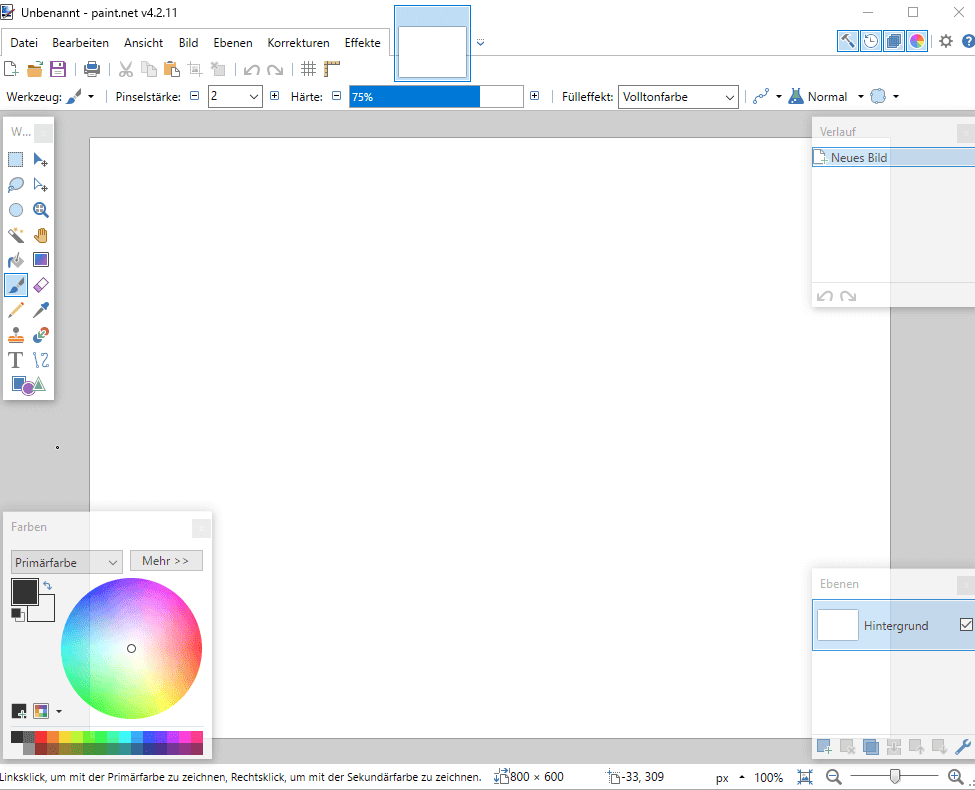 Unbenannt - paint.net v4.2.11
Datei Bearbeiten Ansicht Bild Ebenen Korrekturen Effekte
Werkzeug: Pinselstärke: 2 Härte: 75% Fülleffekt: Volltonfarbe Normal
W...
Verlauf
Neues Bild
Farben
Primärfarbe Mehr >>
Ebenen
Hintergrund
Linksklick, um mit der Primärfarbe zu zeichnen, Rechtsklick, um mit der Sekundärfarbe zu zeichnen. 800 × 600 -33, 309 px 100%